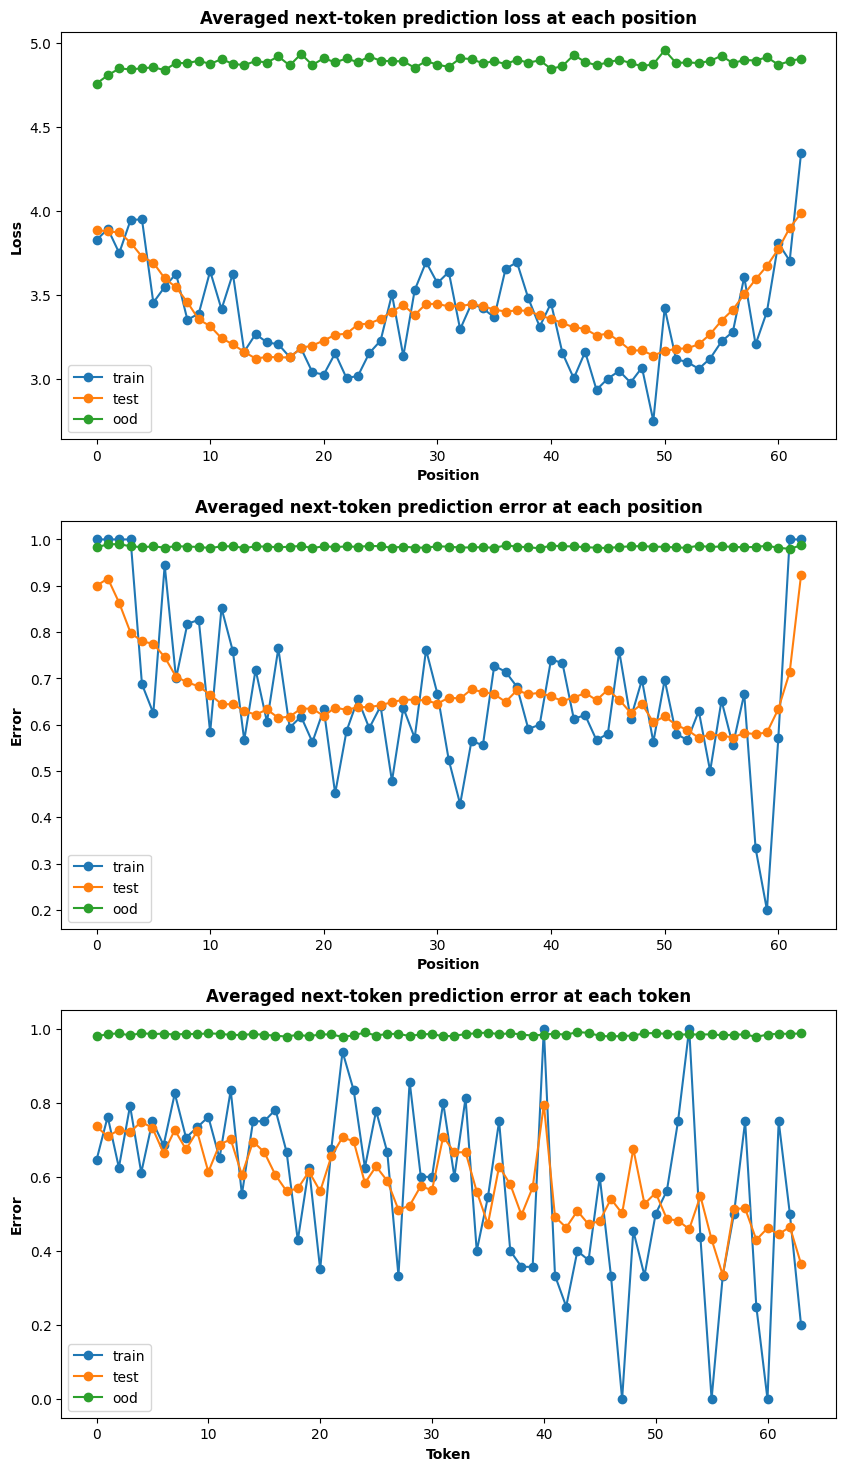 Averaged next-token prediction loss at each position
5.0
4.5
4.0
3.5
3.0
Loss
train
test
ood
0 10 20 30 40 50 60
Position
Averaged next-token prediction error at each position
1.0
0.9
0.8
0.7
0.6
0.5
0.4
0.3
0.2
Error
train
test
ood
0 10 20 30 40 50 60
Position
Averaged next-token prediction error at each token
1.0
0.8
0.6
0.4
0.2
0.0
Error
train
test
ood
0 10 20 30 40 50 60
Token